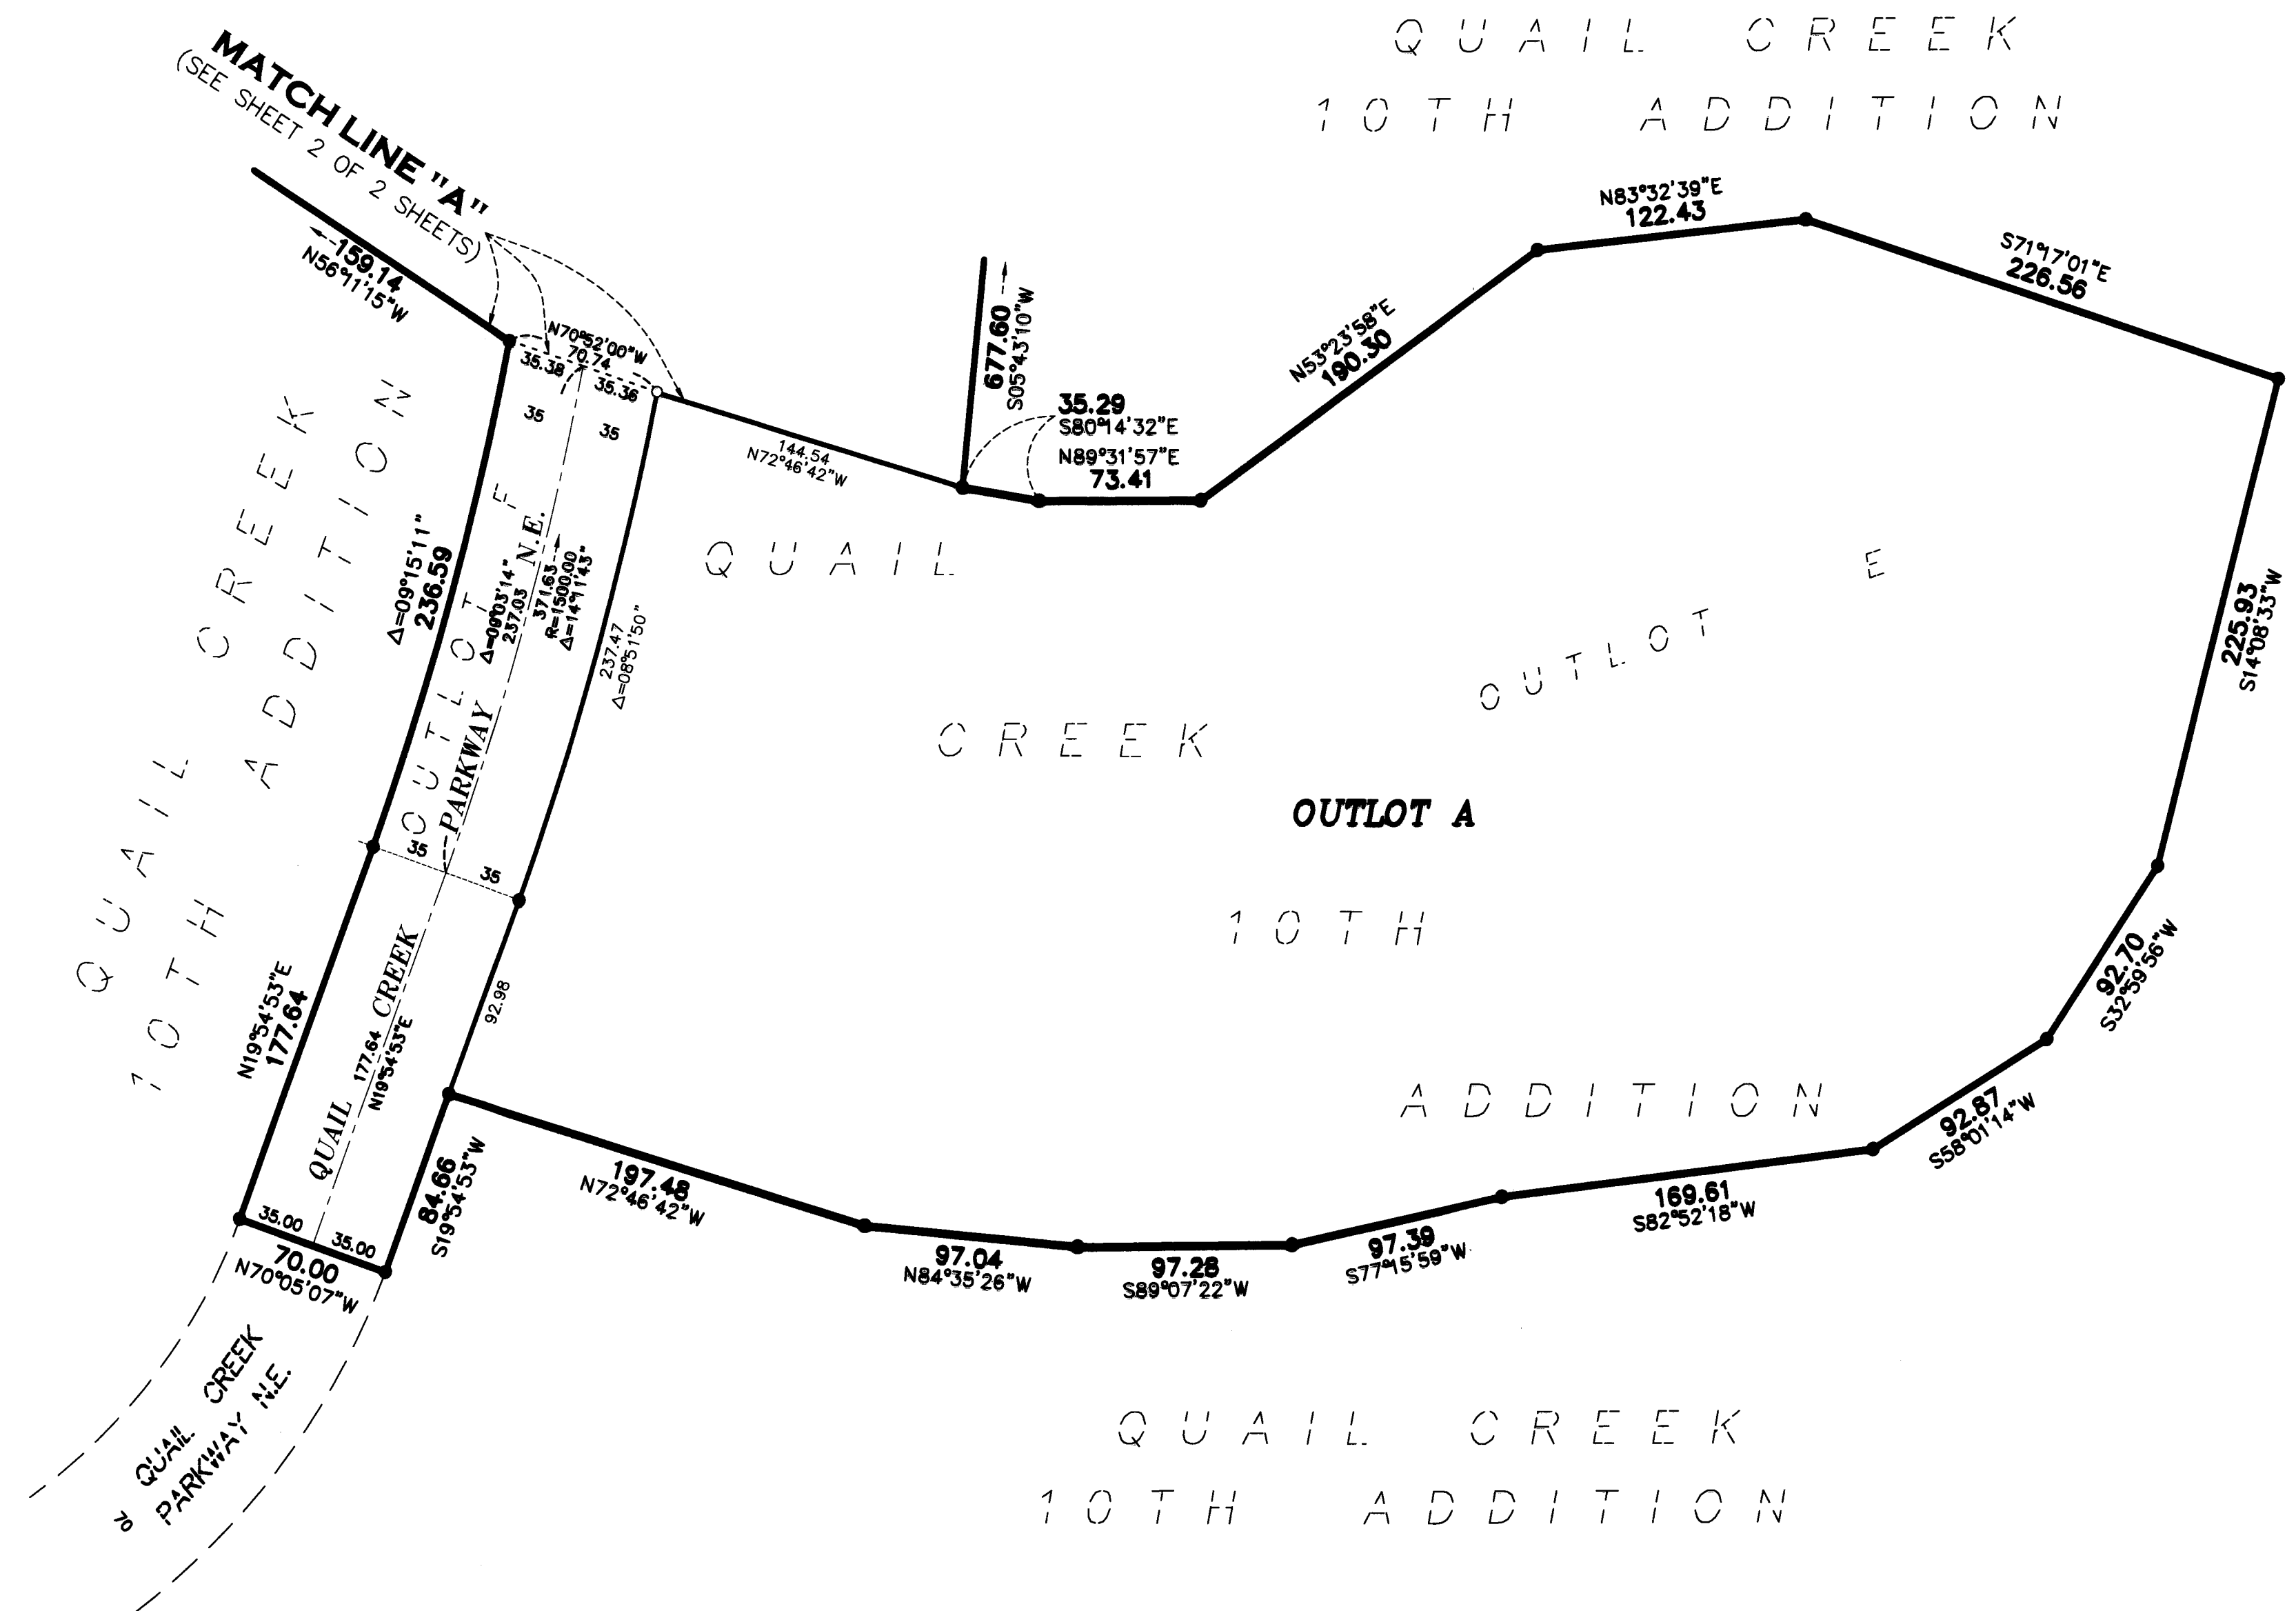 QUAIL CREEK
10TH ADDITION
MATCH LINE "A"
(SEE SHEET 2 OF 2 SHEETS)
159.14
N56°11'15"W
N70°52'00"W
70.74
35.38
35.36
35
35
144.54
N72°46'42"W
677.60
S05°43'10"W
35.29
S80°14'32"E
N89°31'57"E
73.41
N53°23'58"E
190.30
N83°32'39"E
122.43
S71°17'01"E
226.56
225.93
S14°08'33"W
92.70
S32°59'56"W
92.87
S58°01'14"W
169.61
S82°52'18"W
97.39
S77°15'59"W
97.28
S89°07'22"W
97.04
N84°35'26"W
197.48
N72°46'42"W
84.66
S19°54'53"W
35.00
35.00
70.00
N70°05'07"W
N19°54'53"E
177.64
Δ=09°15'11"
236.59
Δ=09°03'14"
237.03
371.63
R=1500.00
Δ=14°11'43"
237.47
Δ=08°51'50"
35
35
92.98
177.64
N19°54'53"E
QUAIL CREEK PARKWAY N.E.
OUTLOT F
QUAIL CREEK
10TH ADDITION
QUAIL
CREEK
10TH
ADDITION
OUTLOT E
OUTLOT A
QUAIL CREEK
PARKWAY N.E.
70
QUAIL CREEK
10TH ADDITION